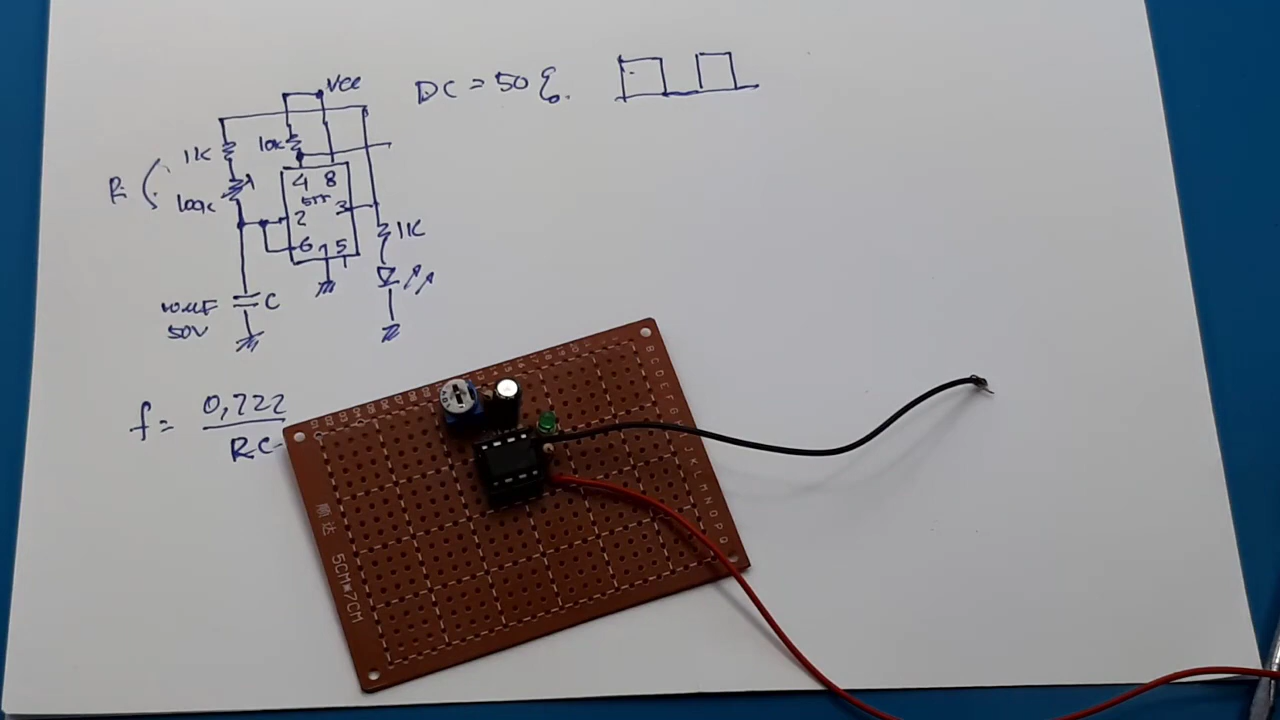 VCC
DC = 50 %.
1K
10K
R
100K
4 8
555
2 3
6 1 5
1K
10µF
50V
C
f = 0,722
RC
5CM*7CM